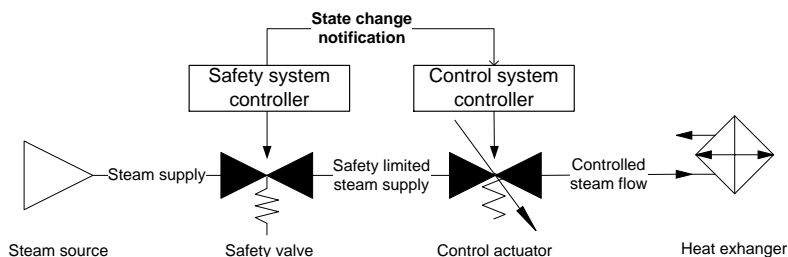 State change
notification
Safety system
controller
Control system
controller
Steam supply
Safety limited
steam supply
Controlled
steam flow
Steam source
Safety valve
Control actuator
Heat exhanger